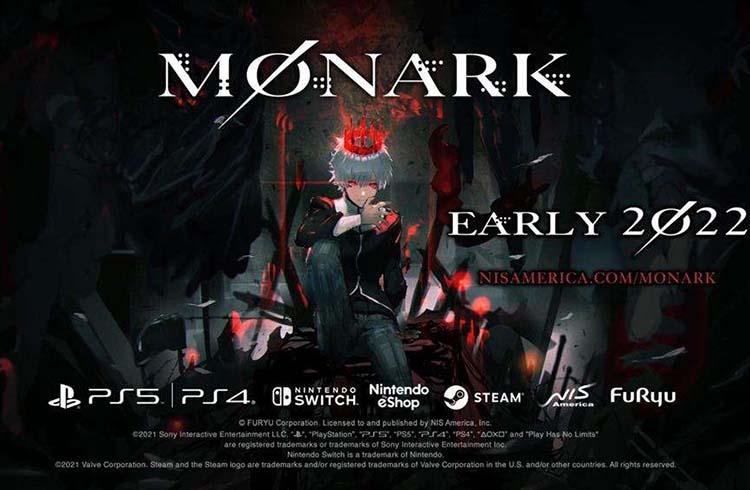 MØNARK
EARLY 2Ø22
NISAMERICA.COM/MONARK
PS5 | PS4 NINTENDO SWITCH Nintendo eShop STEAM NIS America FuRyu
© FURYU Corporation. Licensed to and published by NIS America, Inc.
©2021 Sony Interactive Entertainment LLC. "PS", "PlayStation", "PS5", "PS5", "PS4", "PS4", "△○×□" and "Play Has No Limits"
are registered trademarks or trademarks of Sony Interactive Entertainment Inc.
Nintendo Switch is a trademark of Nintendo.
©2021 Valve Corporation. Steam and the Steam logo are trademarks and/or registered trademarks of Valve Corporation in the U.S. and/or other countries. All rights reserved.